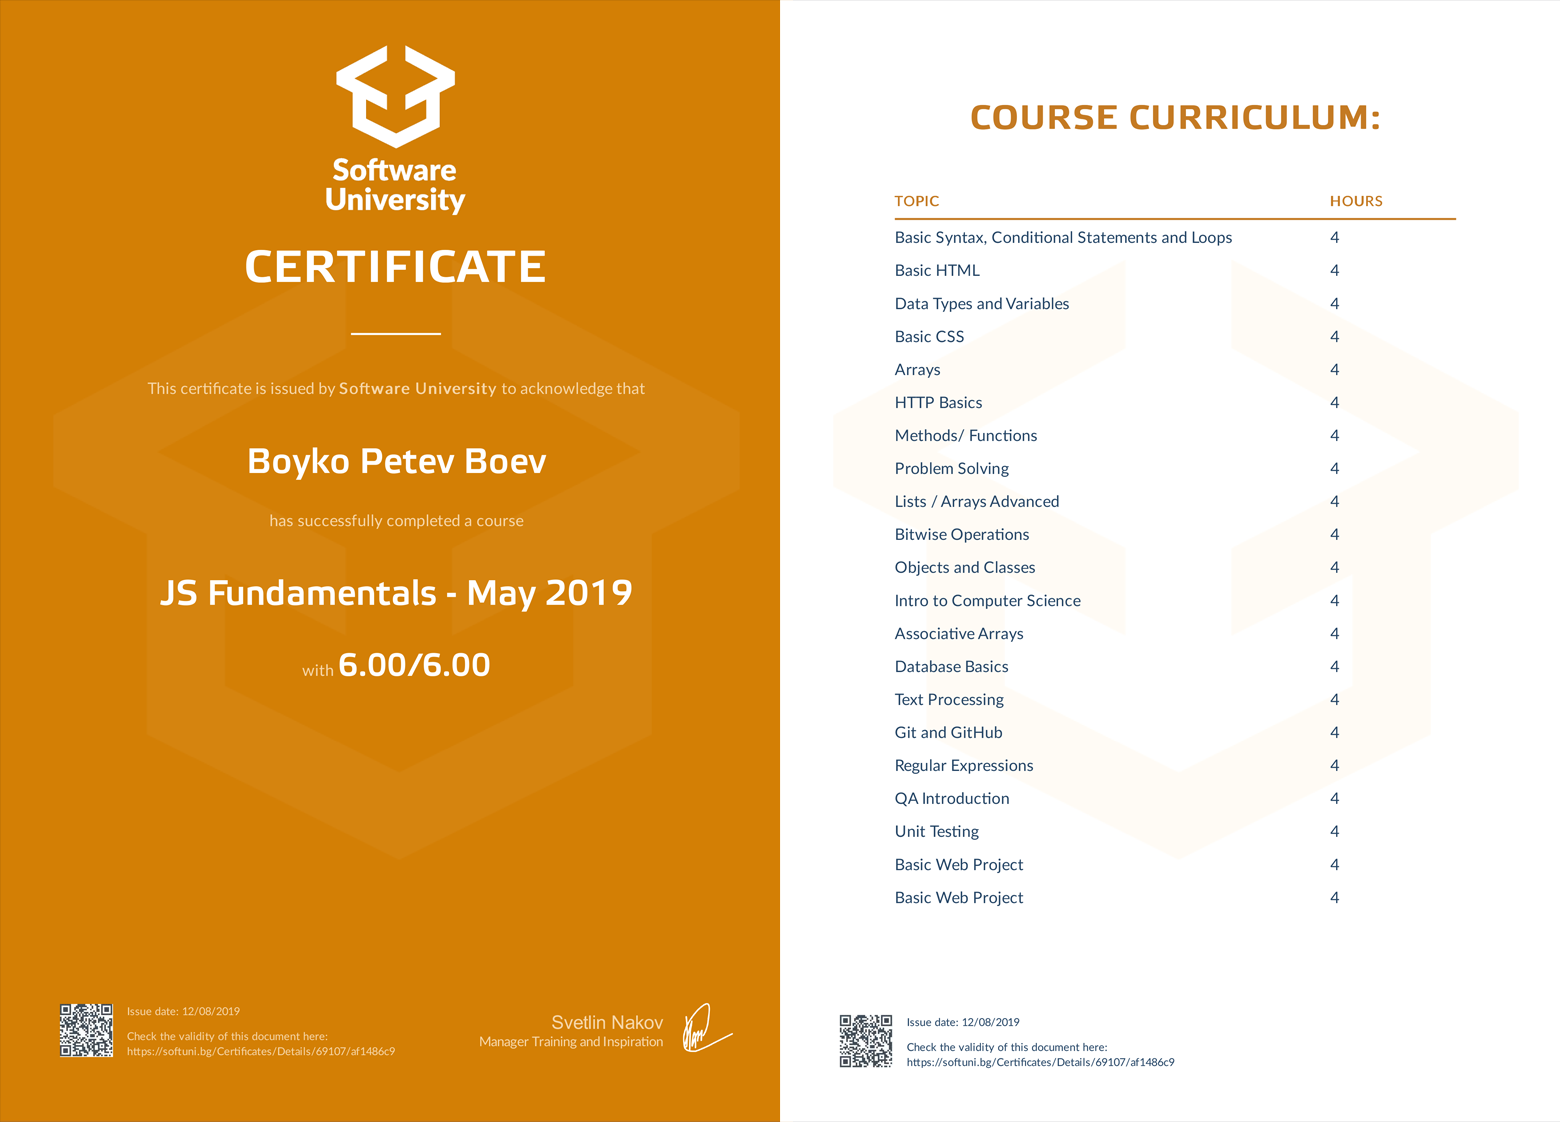 Software
University
CERTIFICATE
This certificate is issued by Software University to acknowledge that
Boyko Petev Boev
has successfully completed a course
JS Fundamentals - May 2019
with 6.00/6.00
Issue date: 12/08/2019
Check the validity of this document here:
https://softuni.bg/Certificates/Details/69107/af1486c9
Svetlin Nakov
Manager Training and Inspiration
COURSE CURRICULUM:
TOPIC HOURS
Basic Syntax, Conditional Statements and Loops 4
Basic HTML 4
Data Types and Variables 4
Basic CSS 4
Arrays 4
HTTP Basics 4
Methods/ Functions 4
Problem Solving 4
Lists / Arrays Advanced 4
Bitwise Operations 4
Objects and Classes 4
Intro to Computer Science 4
Associative Arrays 4
Database Basics 4
Text Processing 4
Git and GitHub 4
Regular Expressions 4
QA Introduction 4
Unit Testing 4
Basic Web Project 4
Basic Web Project 4
Issue date: 12/08/2019
Check the validity of this document here:
https://softuni.bg/Certificates/Details/69107/af1486c9